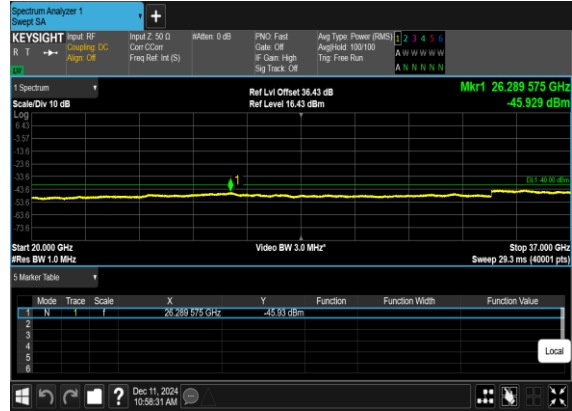 Spectrum Analyzer 1
Swept SA
+
KEYSIGHT
R T
LW
Input: RF
Coupling: DC
Align: Off
Input Z: 50 Ω
Corr CCorr
Freq Ref: Int (S)
#Atten: 0 dB
PNO: Fast
Gate: Off
IF Gain: High
Sig Track: Off
Avg Type: Power (RMS)
Avg|Hold: 100/100
Trig: Free Run
1 2 3 4 5 6
A W W W W W
A N N N N N
1 Spectrum
Scale/Div 10 dB
Ref Lvl Offset 36.43 dB
Ref Level 16.43 dBm
Mkr1 26.289 575 GHz
-45.929 dBm
Log
6.43
-3.57
-13.6
-23.6
-33.6
-43.6
-53.6
-63.6
-73.6
1
DL1 -40.00 dBm
Start 20.000 GHz
#Res BW 1.0 MHz
Video BW 3.0 MHz*
Stop 37.000 GHz
Sweep 29.3 ms (40001 pts)
5 Marker Table
Mode Trace Scale X Y Function Function Width Function Value
1 N 1 f 26.289 575 GHz -45.93 dBm
2
3
4
5
6
Local
?
Dec 11, 2024
10:58:31 AM